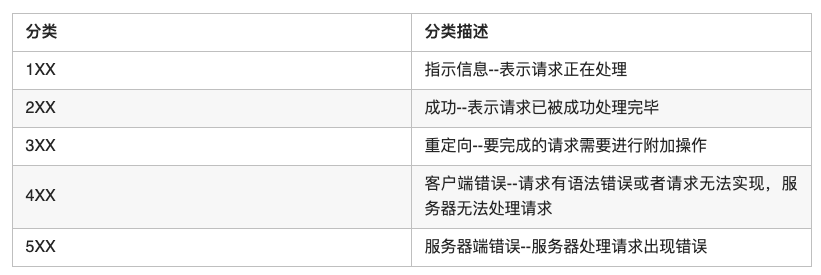 分类 分类描述
1XX 指示信息--表示请求正在处理
2XX 成功--表示请求已被成功处理完毕
3XX 重定向--要完成的请求需要进行附加操作
4XX 客户端错误--请求有语法错误或者请求无法实现，服
务器无法处理请求
5XX 服务器端错误--服务器处理请求出现错误